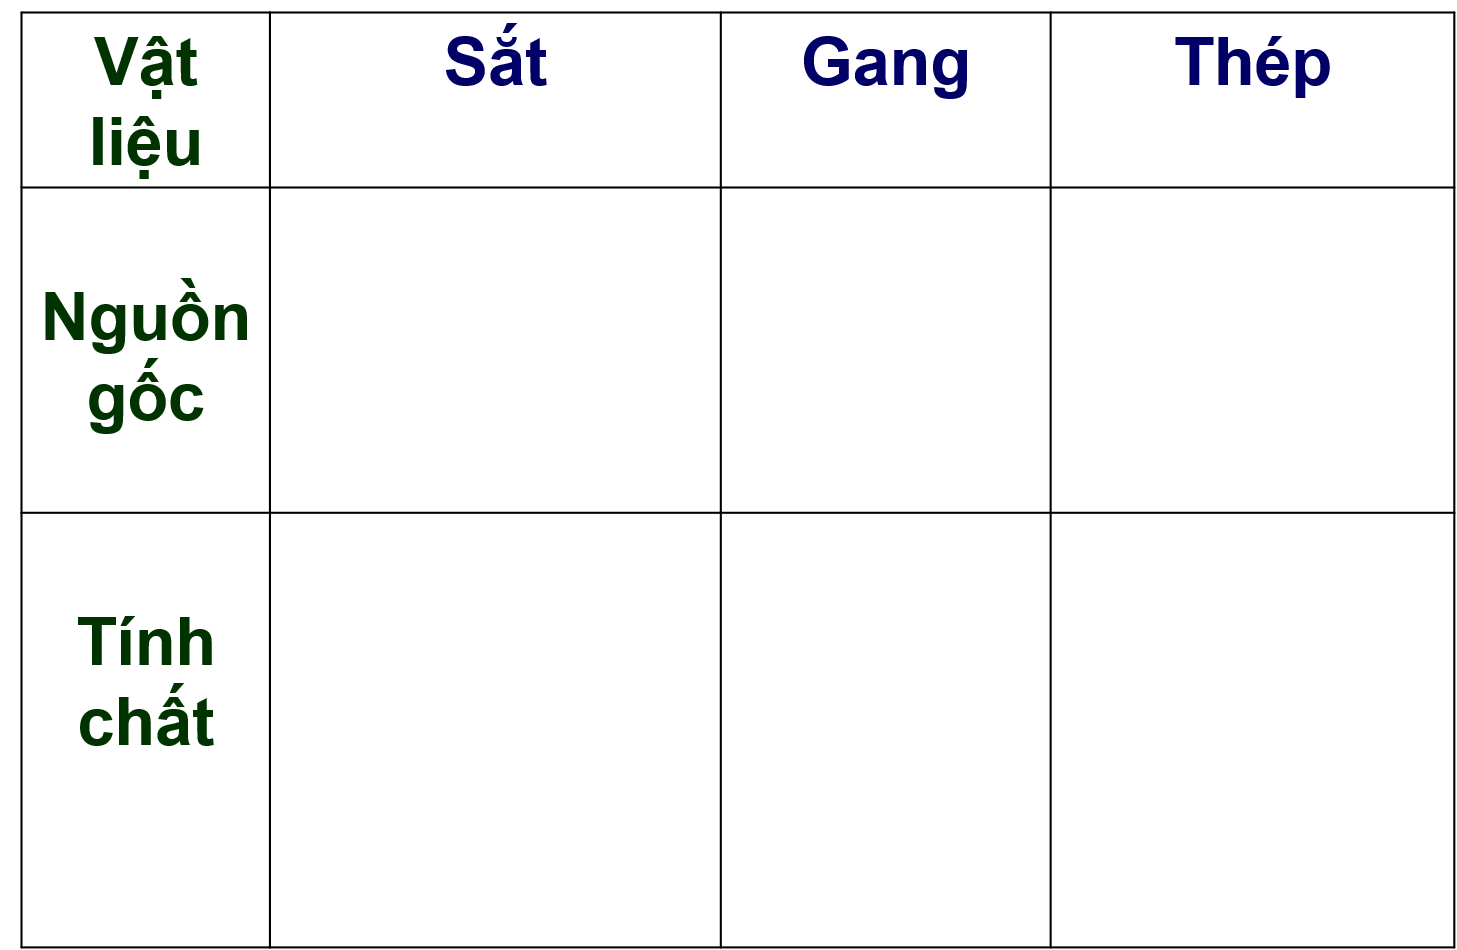 Vật
liệu
Sắt
Gang
Thép
Nguồn
gốc
Tính
chất